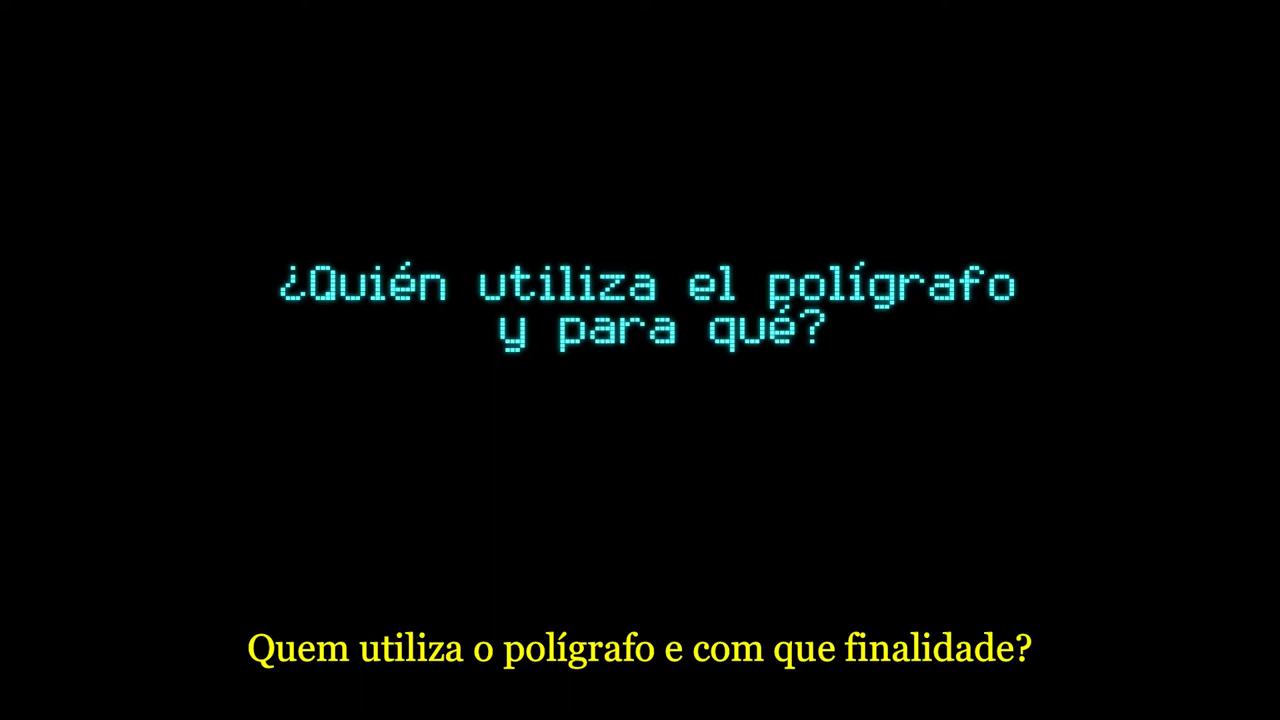 ¿Quién utiliza el polígrafo
y para qué?
Quem utiliza o polígrafo e com que finalidade?